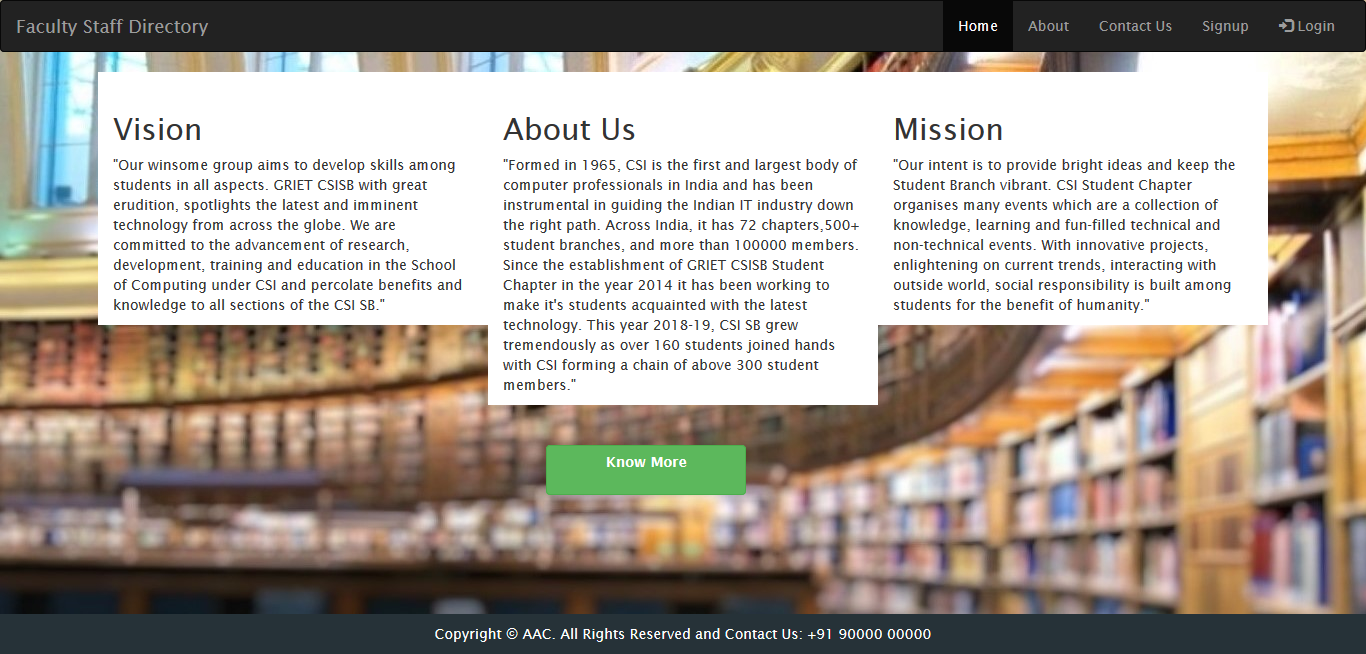 Faculty Staff Directory
Home
About
Contact Us
Signup
Login
Vision
"Our winsome group aims to develop skills among
students in all aspects. GRIET CSISB with great
erudition, spotlights the latest and imminent
technology from across the globe. We are
committed to the advancement of research,
development, training and education in the School
of Computing under CSI and percolate benefits and
knowledge to all sections of the CSI SB."
About Us
"Formed in 1965, CSI is the first and largest body of
computer professionals in India and has been
instrumental in guiding the Indian IT industry down
the right path. Across India, it has 72 chapters,500+
student branches, and more than 100000 members.
Since the establishment of GRIET CSISB Student
Chapter in the year 2014 it has been working to
make it's students acquainted with the latest
technology. This year 2018-19, CSI SB grew
tremendously as over 160 students joined hands
with CSI forming a chain of above 300 student
members."
Mission
"Our intent is to provide bright ideas and keep the
Student Branch vibrant. CSI Student Chapter
organises many events which are a collection of
knowledge, learning and fun-filled technical and
non-technical events. With innovative projects,
enlightening on current trends, interacting with
outside world, social responsibility is built among
students for the benefit of humanity."
Know More
Copyright © AAC. All Rights Reserved and Contact Us: +91 90000 00000